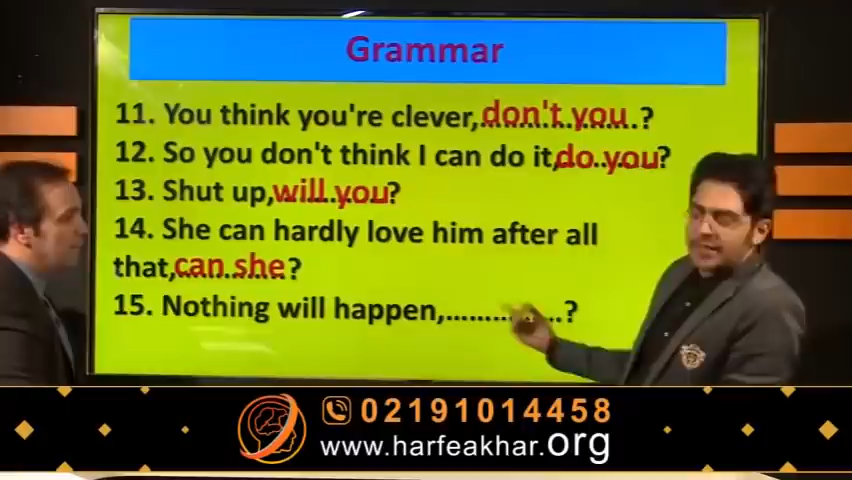 Grammar
11. You think you're clever,don't you...?
12. So you don't think I can do it,do you?
13. Shut up,will you?
14. She can hardly love him after all
that,can she?
15. Nothing will happen,..............?
02191014458
www.harfeakhar.org